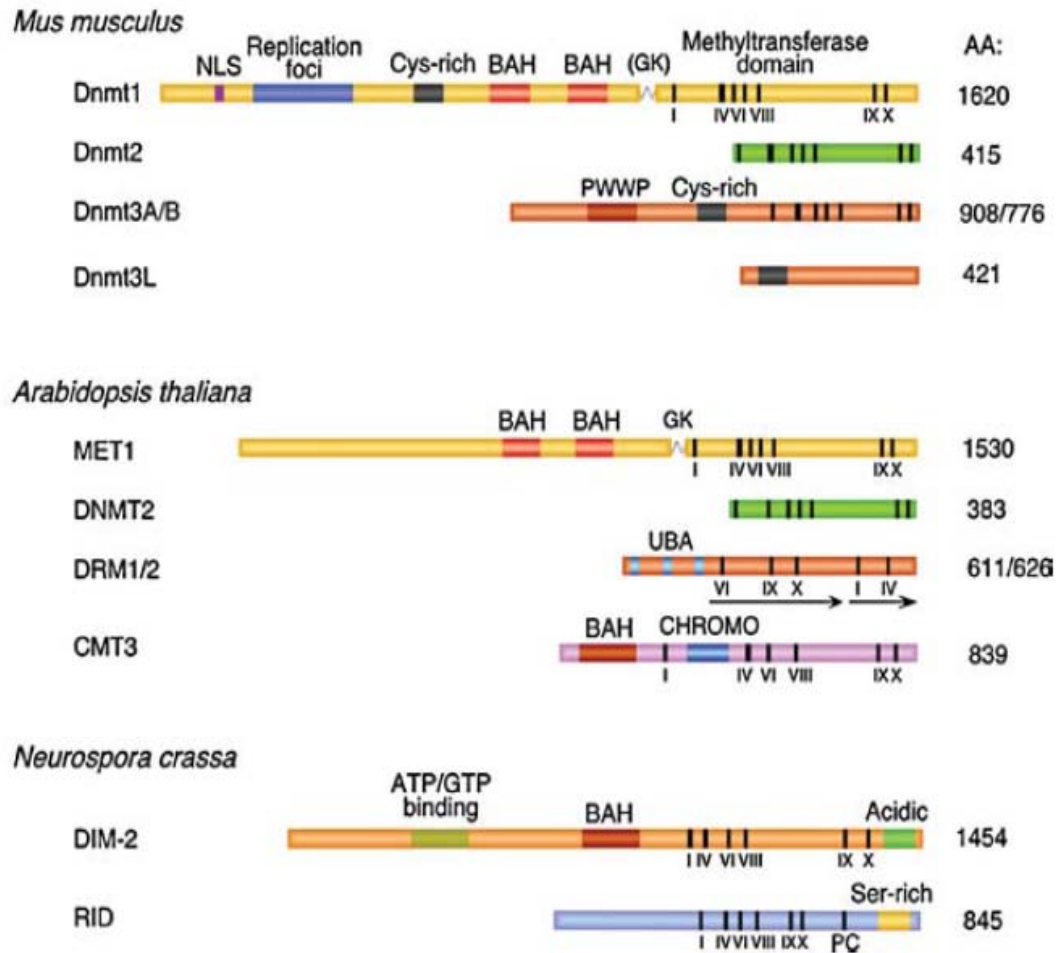 Mus musculus
AA:
Replication foci
Methyltransferase domain
NLS
Cys-rich
BAH
BAH
(GK)
Dnmt1
1620
I
IV VI VIII
IX X
Dnmt2
415
PWWP
Cys-rich
Dnmt3A/B
908/776
Dnmt3L
421
Arabidopsis thaliana
BAH
BAH
GK
MET1
1530
I
IV VI VIII
IX X
DNMT2
383
UBA
DRM1/2
611/626
VI
IX
X
I
IV
BAH
CHROMO
CMT3
839
I
IV
VI
VIII
IX X
Neurospora crassa
ATP/GTP
binding
BAH
Acidic
DIM-2
1454
I IV
VI VIII
IX
X
Ser-rich
RID
845
I
IV VI VIII
IX X
PC